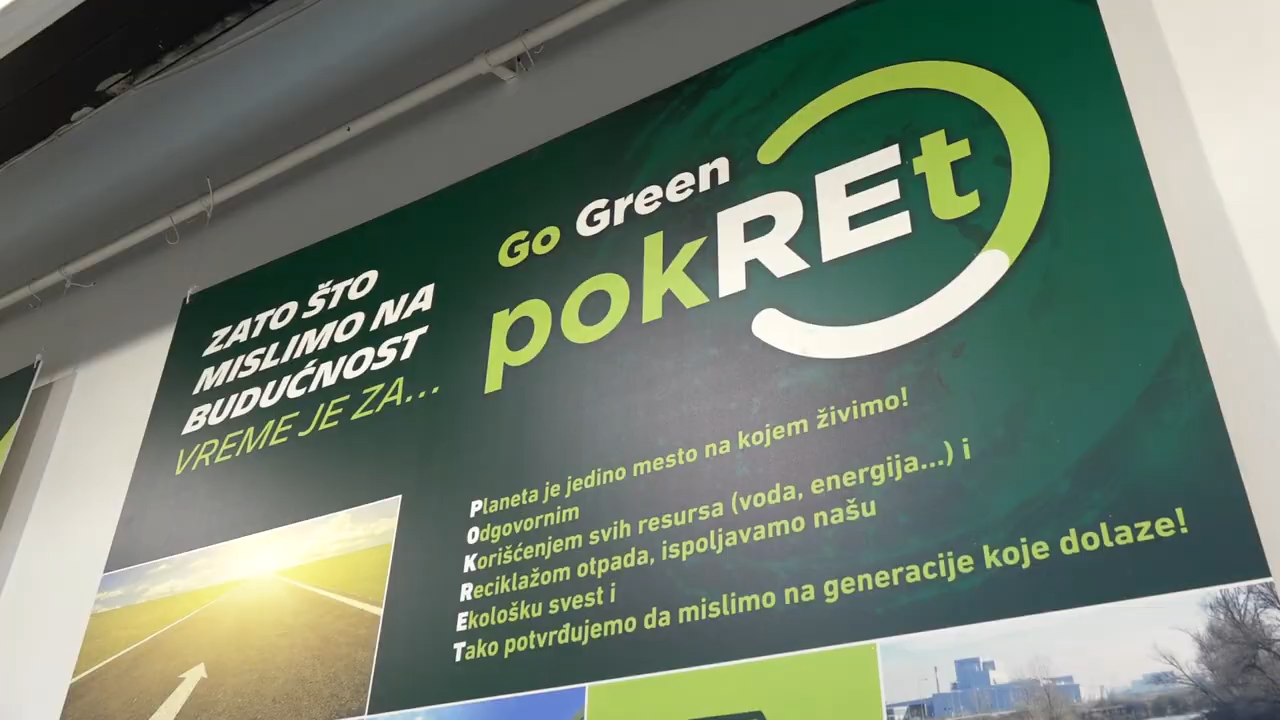 ZATO ŠTO
MISLIMO NA
BUDUĆNOST
VREME JE ZA...
Go Green
pokREt
Planeta je jedino mesto na kojem živimo!
Odgovornim
Korišćenjem svih resursa (voda, energija...) i
Reciklažom otpada, ispoljavamo našu
Ekološku svest i
Tako potvrđujemo da mislimo na generacije koje dolaze!